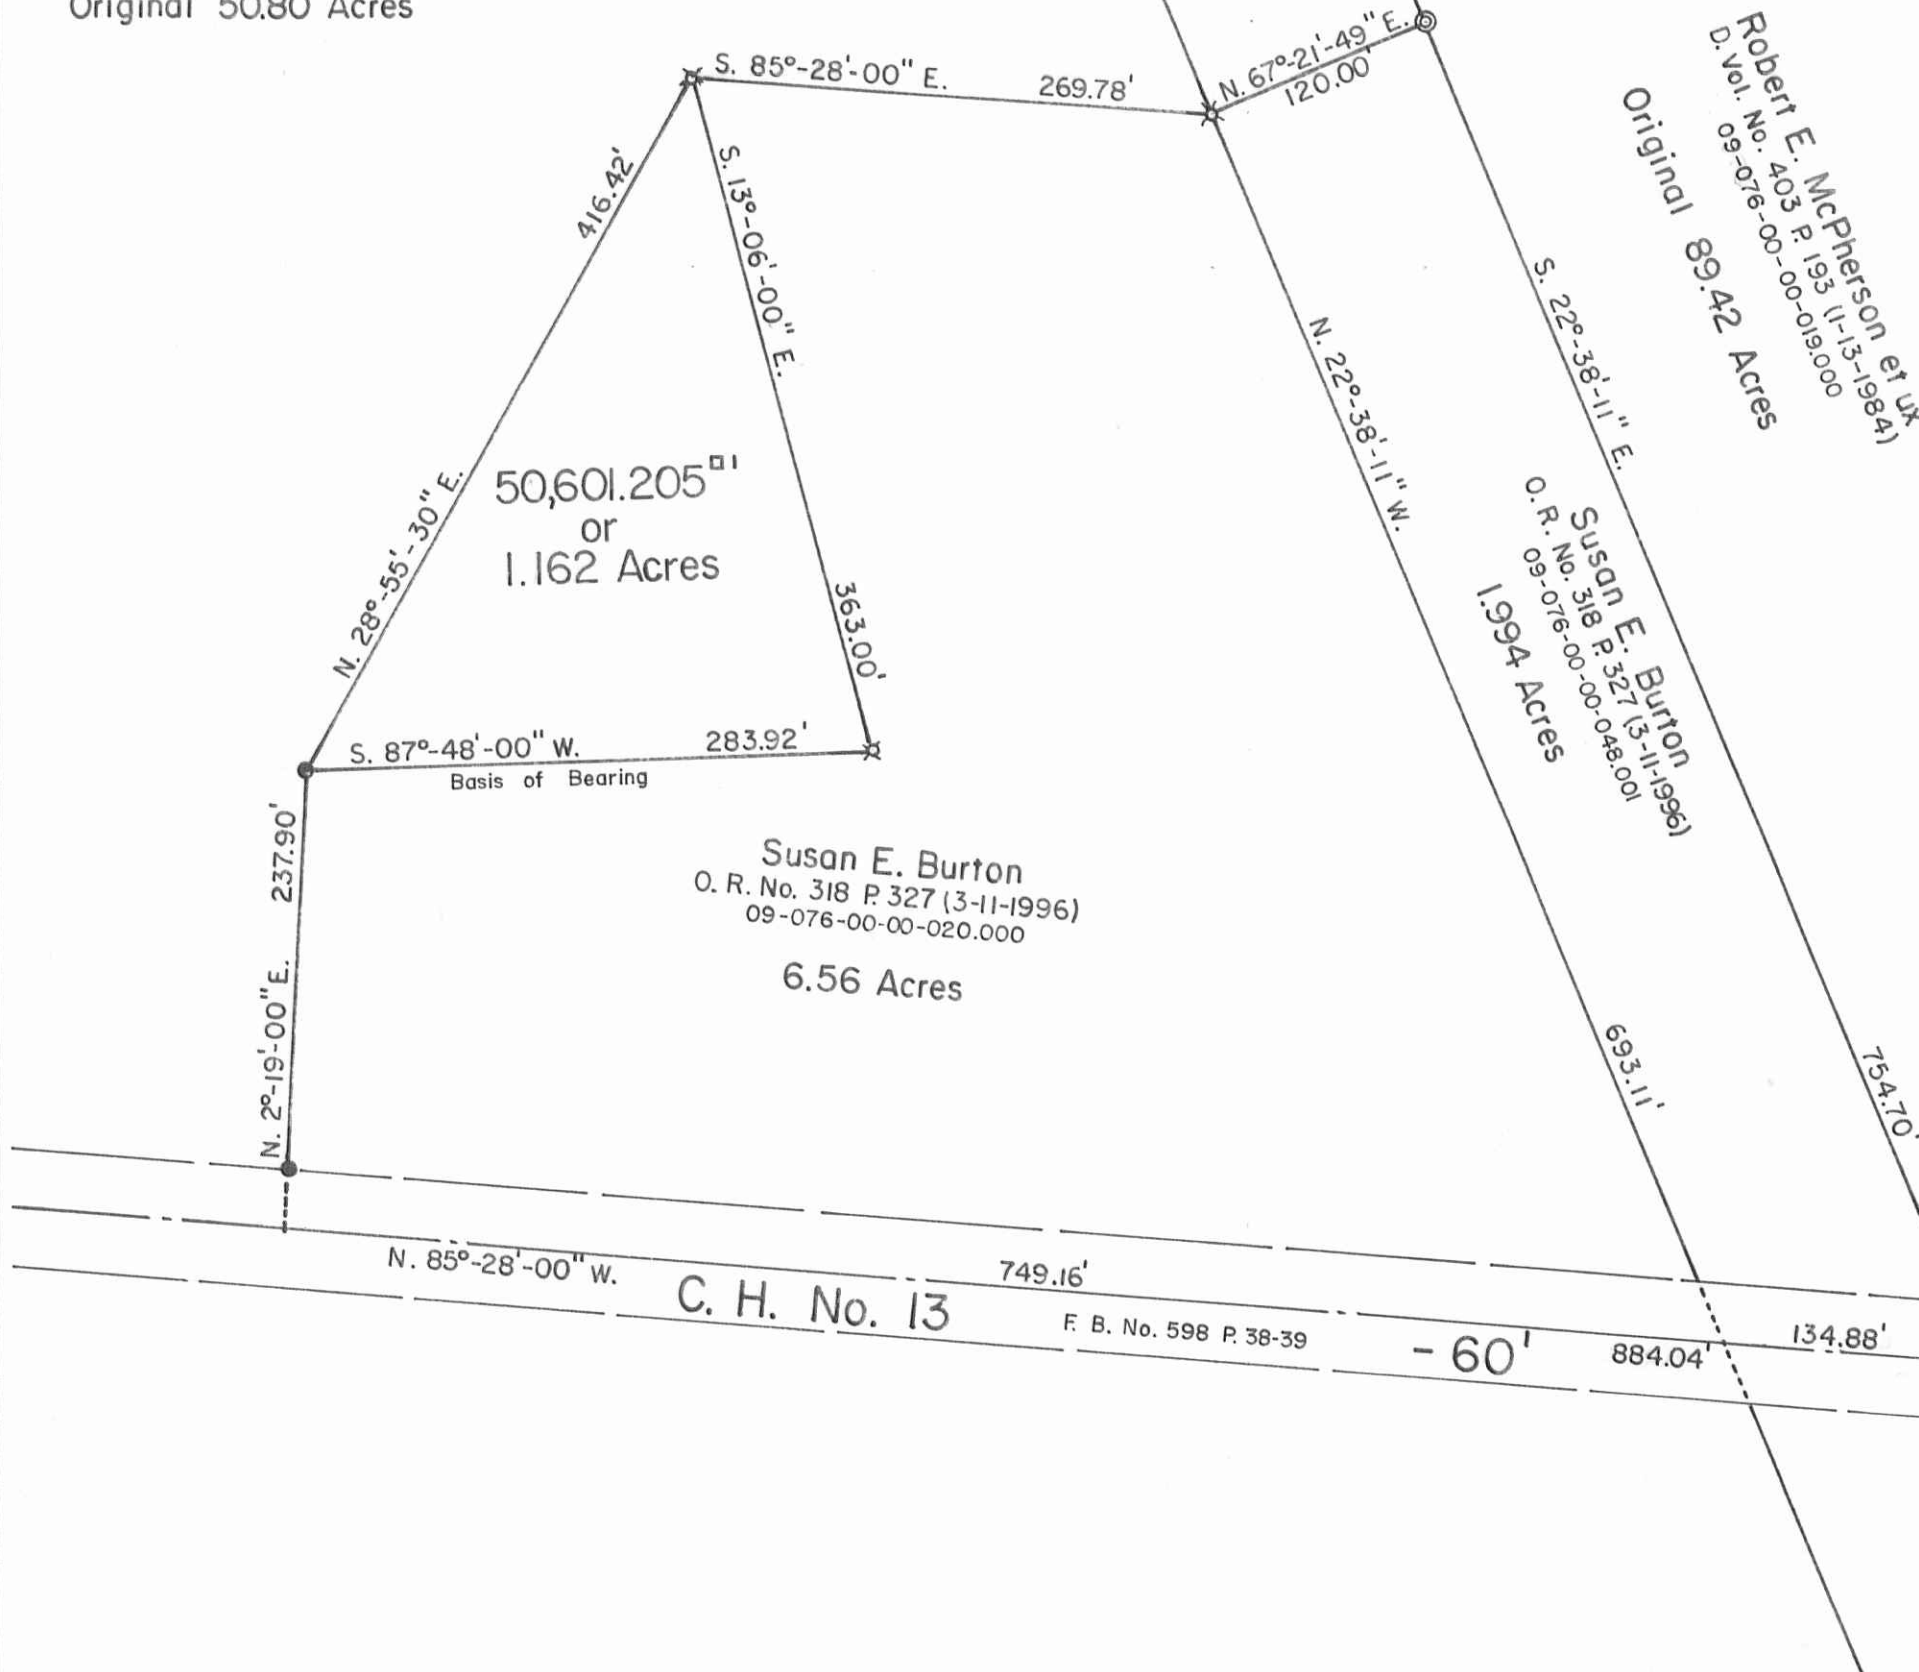 Original 50.80 Acres
S. 85°-28'-00" E. 269.78'
N. 67°-21'-49" E.
120.00'
Robert E. McPherson et ux
D. Vol. No. 403 P. 193 (1-13-1984)
09-076-00-00-019.000
Original 89.42 Acres
416.42'
N. 28°-55'-30" E.
S. 13°-06'-00" E. 363.00'
50,601.205□'
or
1.162 Acres
N. 22°-38'-11" W. 693.11'
S. 22°-38'-11" E. 754.70'
Susan E. Burton
O. R. No. 318 P. 327 (3-11-1996)
09-076-00-00-048.001
1.994 Acres
S. 87°-48'-00" W. 283.92'
Basis of Bearing
N. 2°-19'-00" E. 237.90'
Susan E. Burton
O. R. No. 318 P. 327 (3-11-1996)
09-076-00-00-020.000
6.56 Acres
N. 85°-28'-00" W. 749.16'
C. H. No. 13 - 60'
F. B. No. 598 P. 38-39
884.04'
134.88'